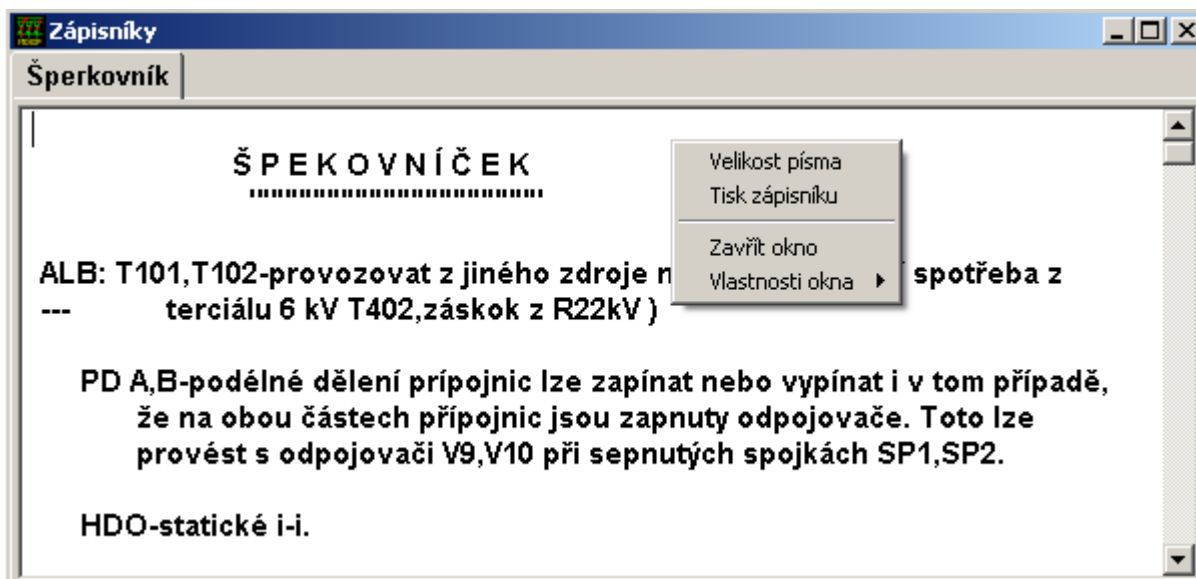 Zápisníky
Šperkovník
ŠPEKOVNÍČEK
Velikost písma
Tisk zápisníku
Zavřít okno
Vlastnosti okna
ALB: T101,T102-provozovat z jiného zdroje spotřeba z
--- terciálu 6 kV T402,záskok z R22kV )
PD A,B-podélné dělení prípojnic lze zapínat nebo vypínat i v tom případě,
že na obou částech přípojnic jsou zapnuty odpojovače. Toto lze
provést s odpojovači V9,V10 při sepnutých spojkách SP1,SP2.
HDO-statické i-i.